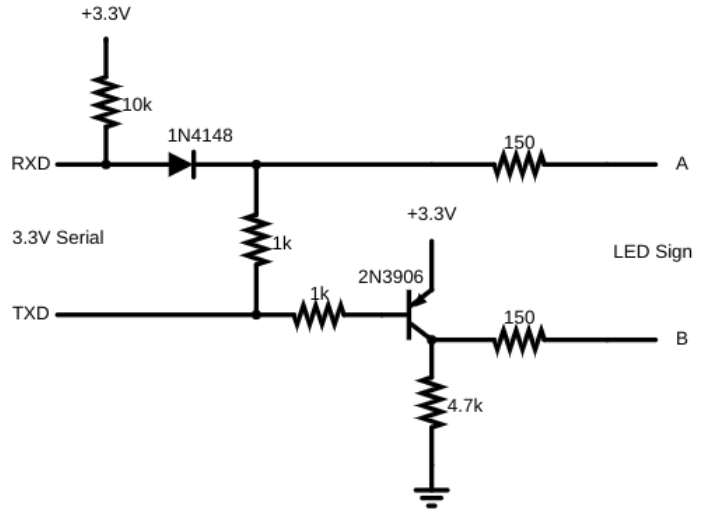 +3.3V
10k
1N4148
RXD
150
A
+3.3V
3.3V Serial
1k
LED Sign
2N3906
1k
TXD
150
B
4.7k